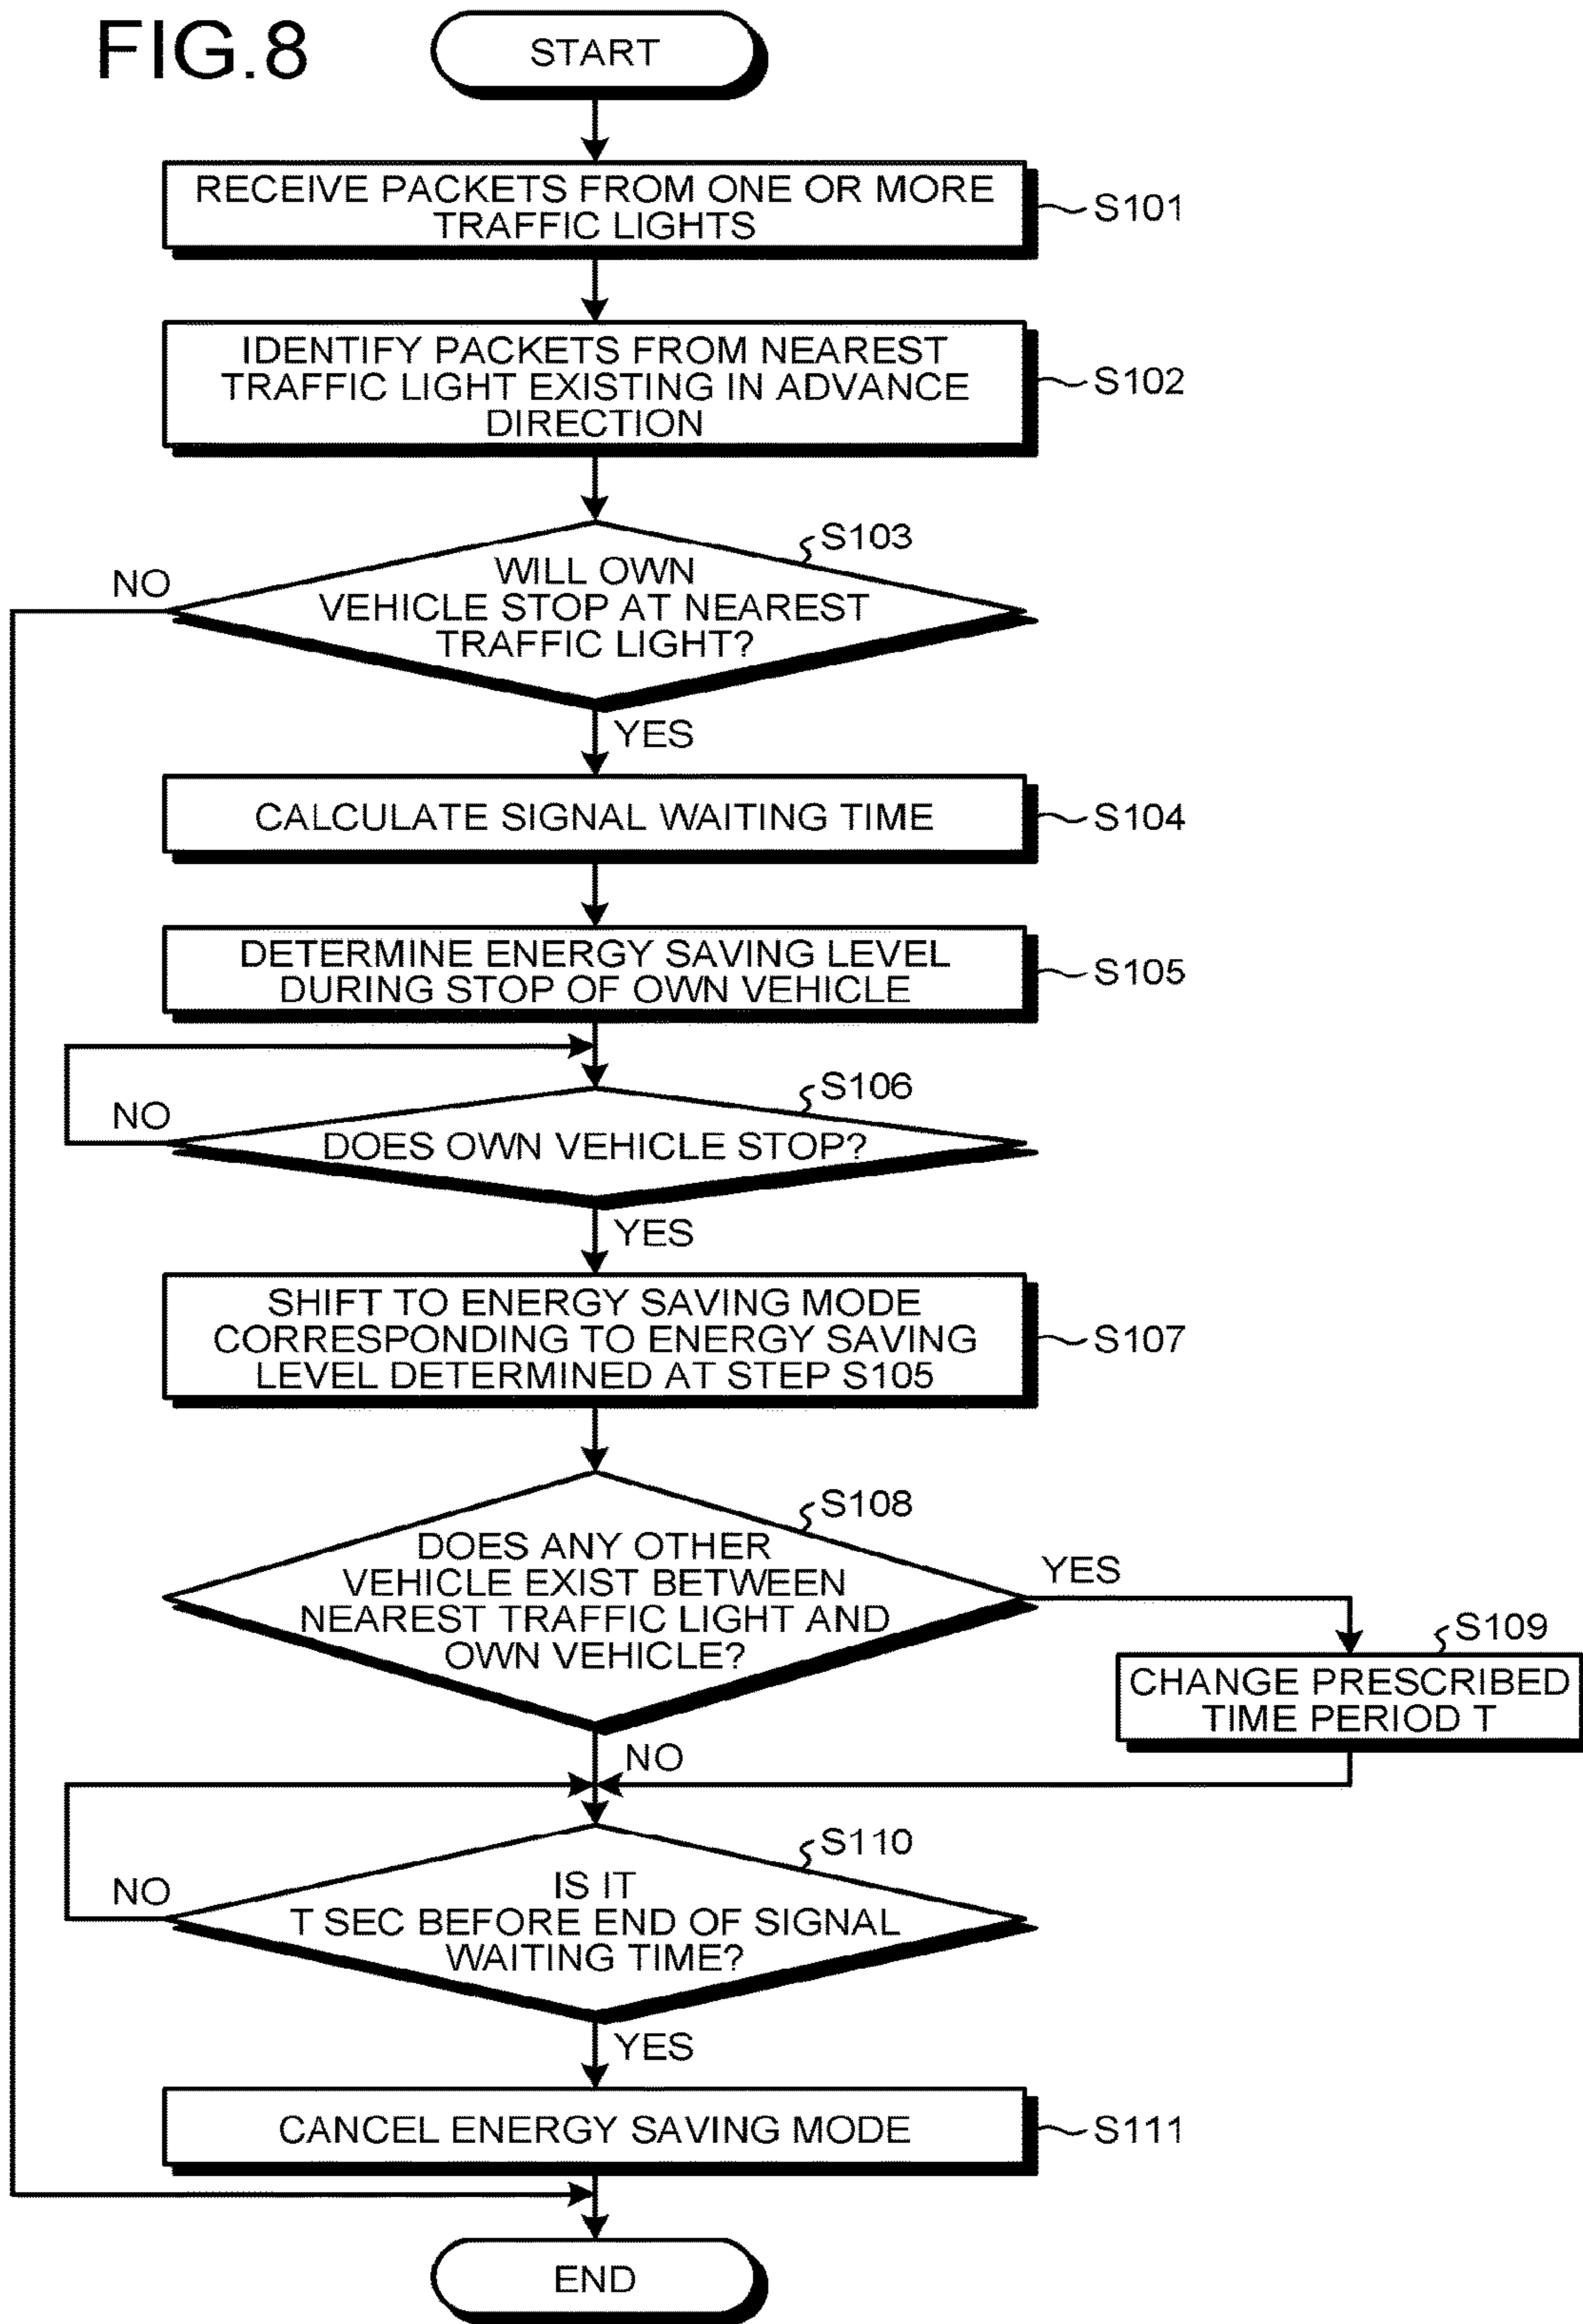 FIG.8
START
RECEIVE PACKETS FROM ONE OR MORE
TRAFFIC LIGHTS
S101
IDENTIFY PACKETS FROM NEAREST
TRAFFIC LIGHT EXISTING IN ADVANCE
DIRECTION
S102
S103
NO
WILL OWN
VEHICLE STOP AT NEAREST
TRAFFIC LIGHT?
YES
CALCULATE SIGNAL WAITING TIME
S104
DETERMINE ENERGY SAVING LEVEL
DURING STOP OF OWN VEHICLE
S105
S106
NO
DOES OWN VEHICLE STOP?
YES
SHIFT TO ENERGY SAVING MODE
CORRESPONDING TO ENERGY SAVING
LEVEL DETERMINED AT STEP S105
S107
S108
DOES ANY OTHER
VEHICLE EXIST BETWEEN
NEAREST TRAFFIC LIGHT AND
OWN VEHICLE?
YES
S109
CHANGE PRESCRIBED
TIME PERIOD T
NO
S110
NO
IS IT
T SEC BEFORE END OF SIGNAL
WAITING TIME?
YES
CANCEL ENERGY SAVING MODE
S111
END